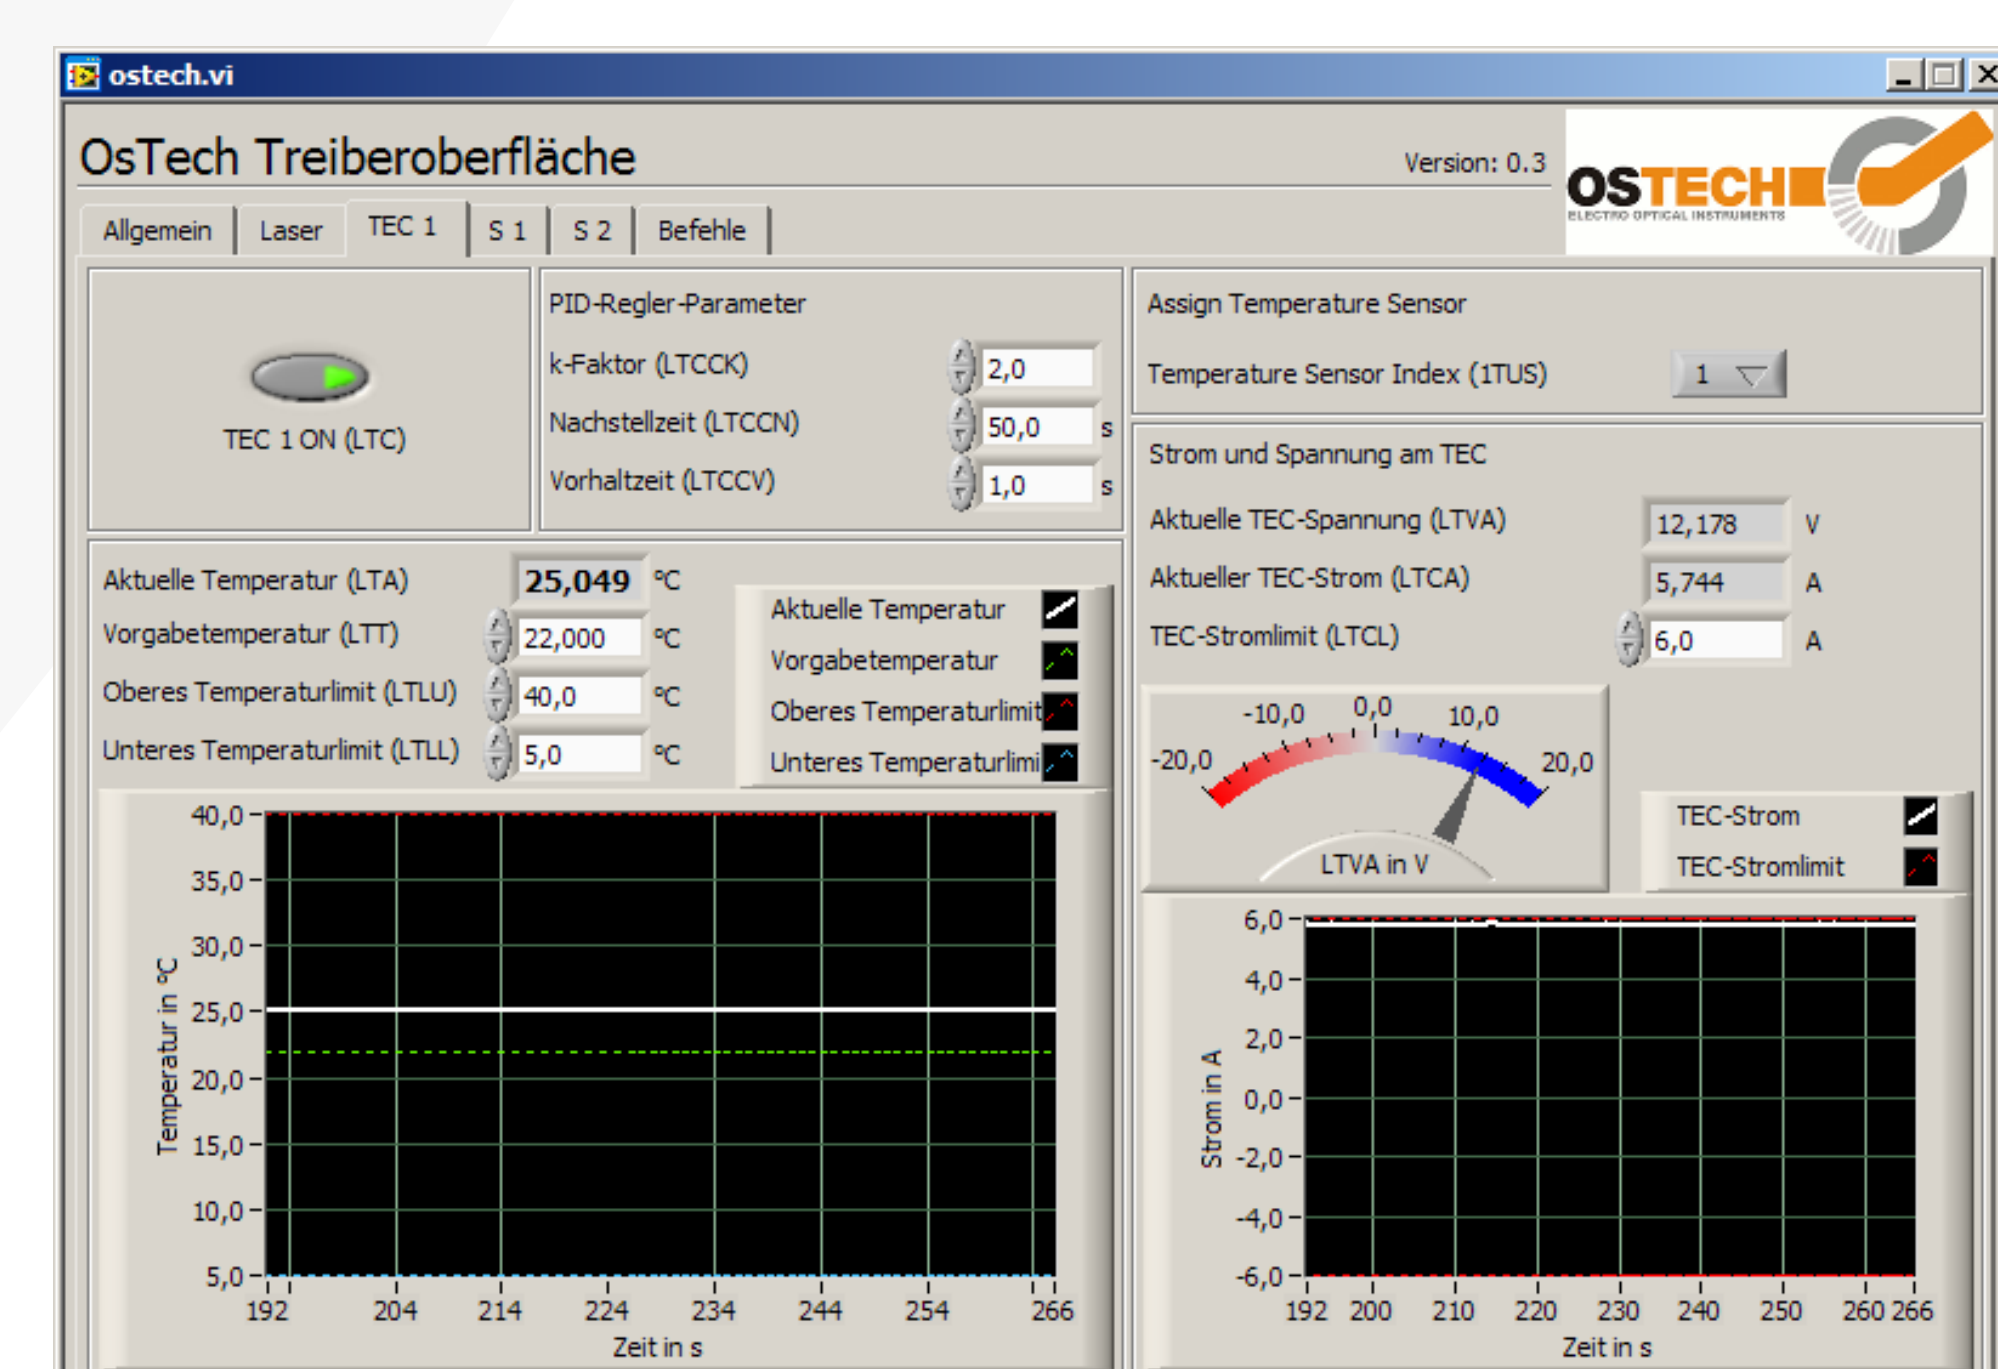 ostech.vi
OsTech Treiberoberfläche
Version: 0.3
OSTECH
ELECTRO OPTICAL INSTRUMENTS
Allgemein Laser TEC 1 S 1 S 2 Befehle
TEC 1 ON (LTC)
PID-Regler-Parameter
k-Faktor (LTCCK) 2,0
Nachstellzeit (LTCCN) 50,0 s
Vorhaltzeit (LTCCV) 1,0 s
Assign Temperature Sensor
Temperature Sensor Index (1TUS) 1
Aktuelle Temperatur (LTA) 25,049 °C
Vorgabetemperatur (LTT) 22,000 °C
Oberes Temperaturlimit (LTLU) 40,0 °C
Unteres Temperaturlimit (LTLL) 5,0 °C
Aktuelle Temperatur
Vorgabetemperatur
Oberes Temperaturlimit
Unteres Temperaturlimi
40,0
35,0
30,0
25,0
20,0
15,0
10,0
5,0
Temperatur in °C
192 204 214 224 234 244 254 266
Zeit in s
Strom und Spannung am TEC
Aktuelle TEC-Spannung (LTVA) 12,178 V
Aktueller TEC-Strom (LTCA) 5,744 A
TEC-Stromlimit (LTCL) 6,0 A
-20,0 -10,0 0,0 10,0 20,0
LTVA in V
TEC-Strom
TEC-Stromlimit
6,0
4,0
2,0
0,0
-2,0
-4,0
-6,0
Strom in A
192 200 210 220 230 240 250 260 266
Zeit in s